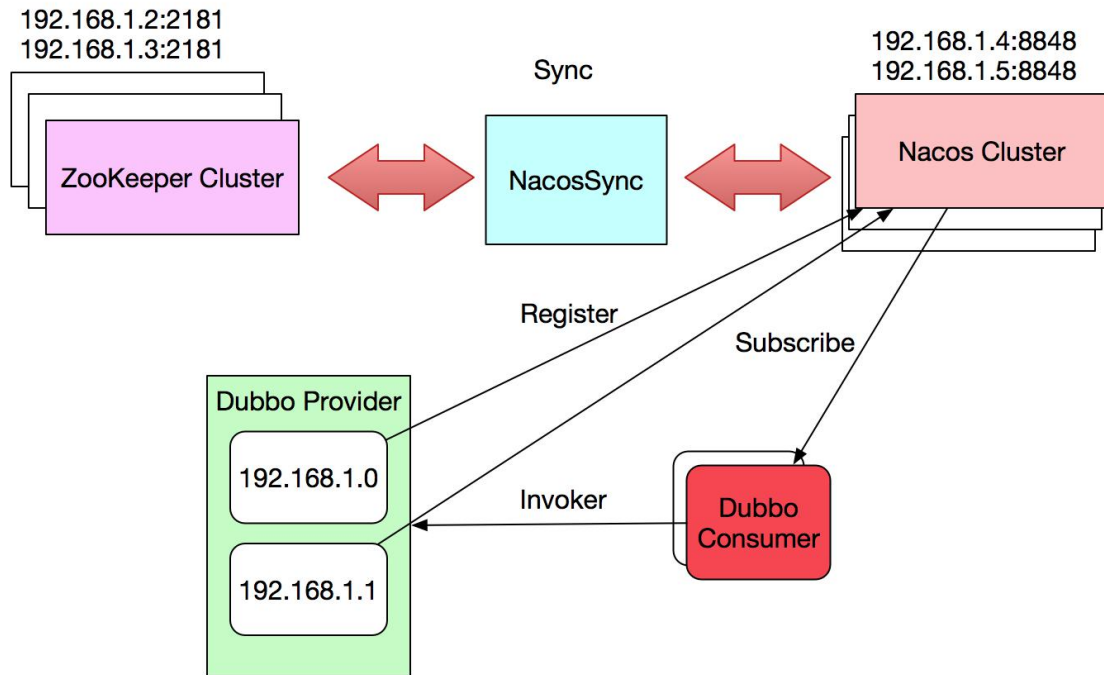 192.168.1.2:2181
192.168.1.3:2181
192.168.1.4:8848
192.168.1.5:8848
Sync
ZooKeeper Cluster
NacosSync
Nacos Cluster
Register
Subscribe
Dubbo Provider
192.168.1.0
Invoker
Dubbo
Consumer
192.168.1.1